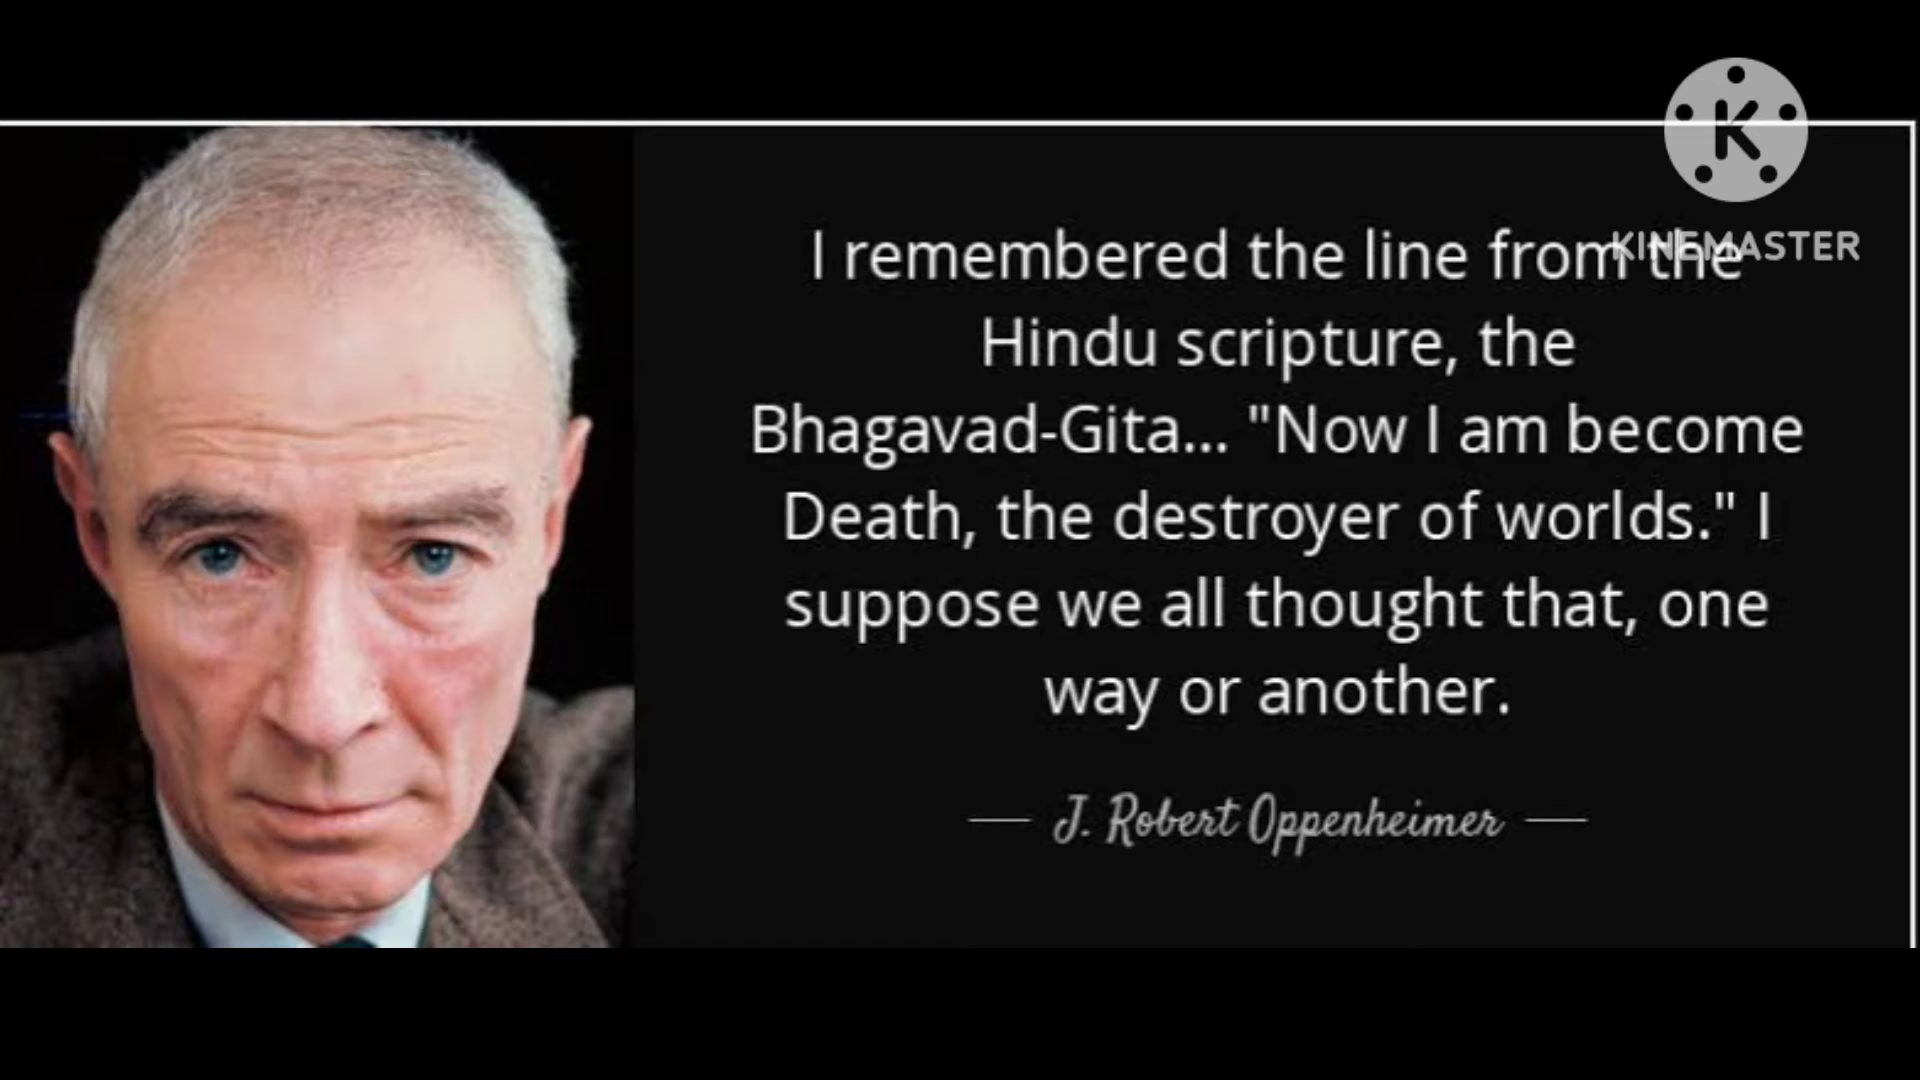 K
KINEMASTER
I remembered the line from the
Hindu scripture, the
Bhagavad-Gita... "Now I am become
Death, the destroyer of worlds." I
suppose we all thought that, one
way or another.
— J. Robert Oppenheimer —